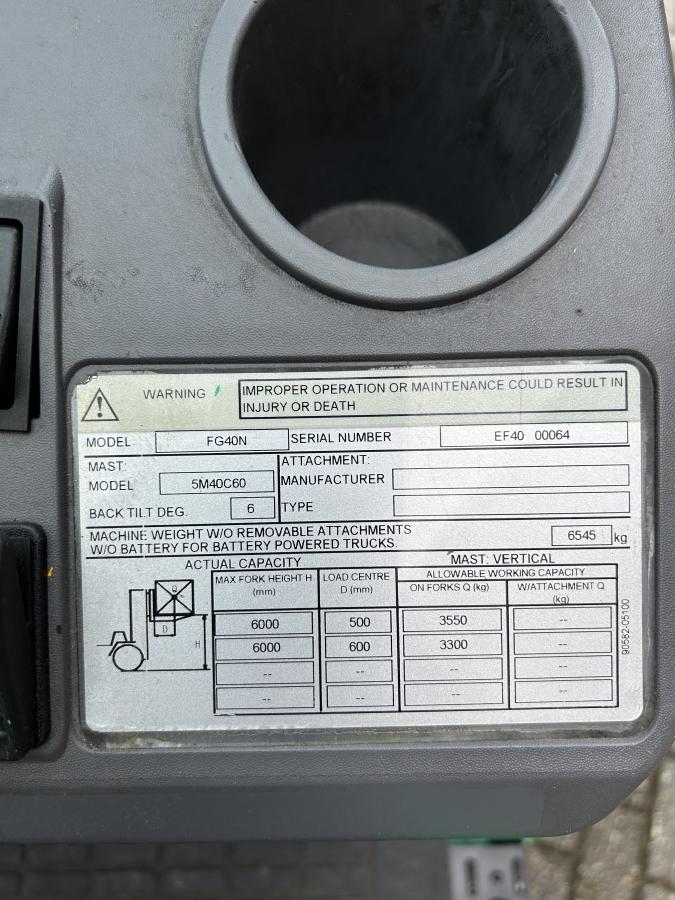 WARNING
IMPROPER OPERATION OR MAINTENANCE COULD RESULT IN
INJURY OR DEATH
MODEL FG40N SERIAL NUMBER EF40 00064
MAST: ATTACHMENT:
MODEL 5M40C60 MANUFACTURER
BACK TILT DEG. 6 TYPE
MACHINE WEIGHT W/O REMOVABLE ATTACHMENTS
W/O BATTERY FOR BATTERY POWERED TRUCKS. 6545 kg
ACTUAL CAPACITY MAST: VERTICAL
MAX FORK HEIGHT H (mm) LOAD CENTRE D (mm) ALLOWABLE WORKING CAPACITY
ON FORKS Q (kg) W/ATTACHMENT Q (kg)
6000 500 3550 --
6000 600 3300 --
-- -- -- --
-- -- -- --
Q
D
H
90582-05100